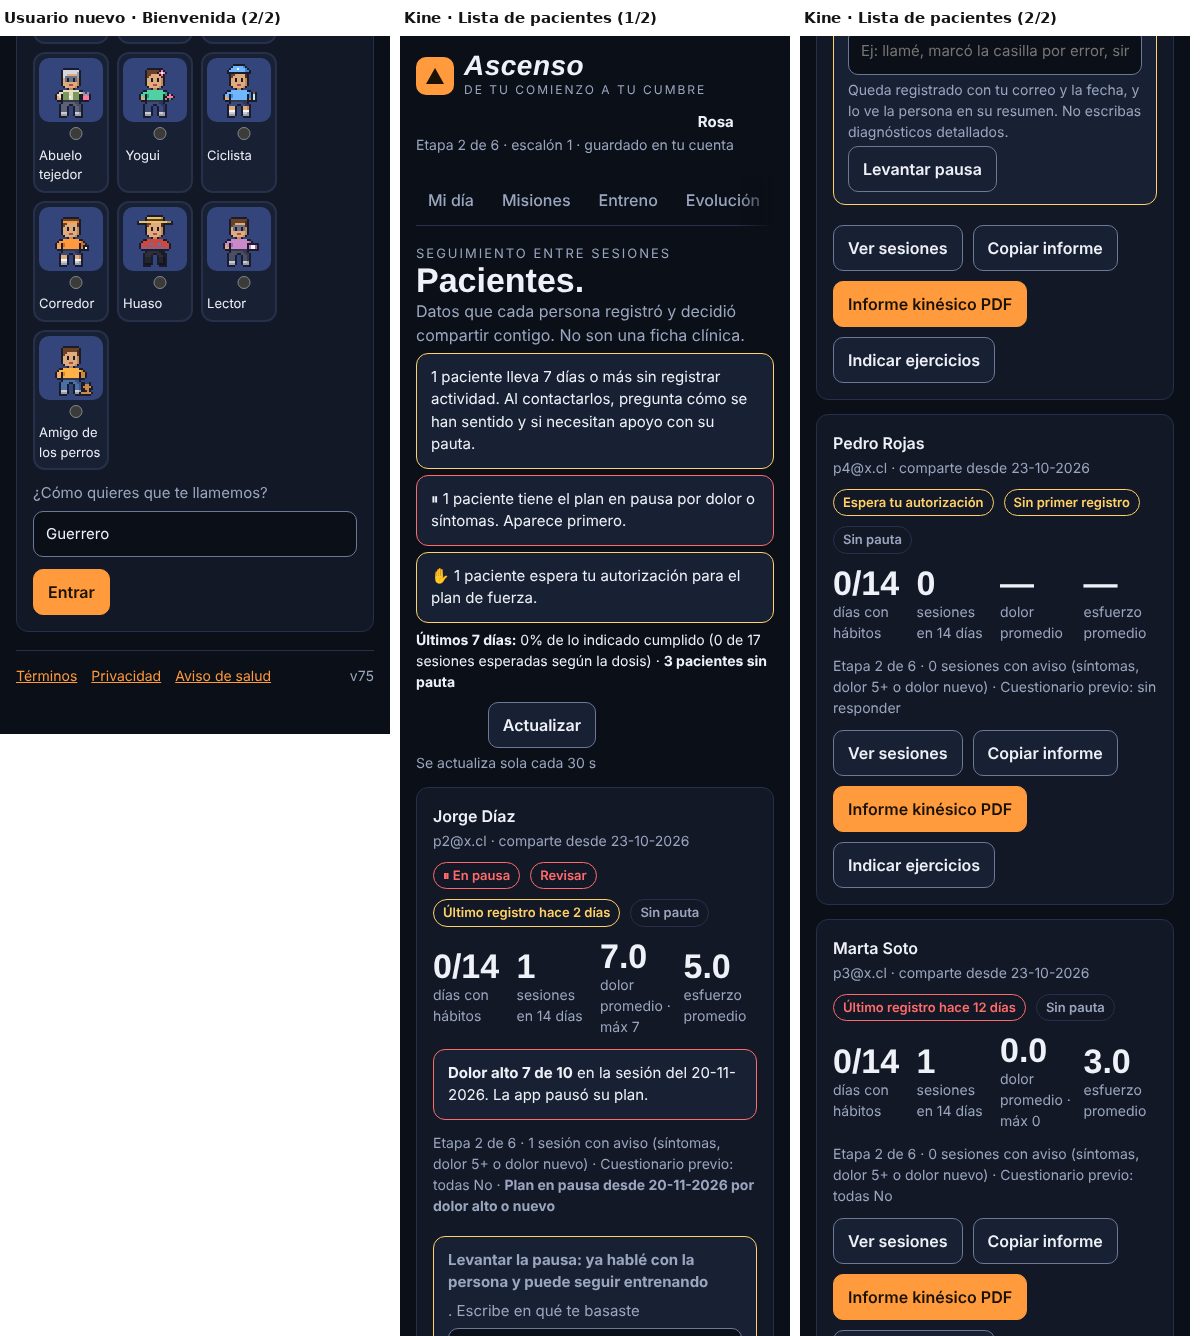 Usuario nuevo · Bienvenida (2/2)
Abuelo
tejedor
Yogui
Ciclista
Corredor
Huaso
Lector
Amigo de
los perros
¿Cómo quieres que te llamemos?
Guerrero
Entrar
Términos
Privacidad
Aviso de salud
v75
Kine · Lista de pacientes (1/2)
Ascenso
DE TU COMIENZO A TU CUMBRE
Rosa
Etapa 2 de 6 · escalón 1 · guardado en tu cuenta
Mi día
Misiones
Entreno
Evolución
SEGUIMIENTO ENTRE SESIONES
Pacientes.
Datos que cada persona registró y decidió
compartir contigo. No son una ficha clínica.
1 paciente lleva 7 días o más sin registrar
actividad. Al contactarlos, pregunta cómo se
han sentido y si necesitan apoyo con su
pauta.
⏸ 1 paciente tiene el plan en pausa por dolor o
síntomas. Aparece primero.
✋ 1 paciente espera tu autorización para el
plan de fuerza.
Últimos 7 días: 0% de lo indicado cumplido (0 de 17
sesiones esperadas según la dosis) · 3 pacientes sin
pauta
Actualizar
Se actualiza sola cada 30 s
Jorge Díaz
p2@x.cl · comparte desde 23-10-2026
⏸ En pausa
Revisar
Último registro hace 2 días
Sin pauta
0/14
días con
hábitos
1
sesiones
en 14 días
7.0
dolor
promedio ·
máx 7
5.0
esfuerzo
promedio
Dolor alto 7 de 10 en la sesión del 20-11-
2026. La app pausó su plan.
Etapa 2 de 6 · 1 sesión con aviso (síntomas,
dolor 5+ o dolor nuevo) · Cuestionario previo:
todas No · Plan en pausa desde 20-11-2026 por
dolor alto o nuevo
Levantar la pausa: ya hablé con la
persona y puede seguir entrenando
. Escribe en qué te basaste
Kine · Lista de pacientes (2/2)
Ej: llamé, marcó la casilla por error, sir
Queda registrado con tu correo y la fecha, y
lo ve la persona en su resumen. No escribas
diagnósticos detallados.
Levantar pausa
Ver sesiones
Copiar informe
Informe kinésico PDF
Indicar ejercicios
Pedro Rojas
p4@x.cl · comparte desde 23-10-2026
Espera tu autorización
Sin primer registro
Sin pauta
0/14
días con
hábitos
0
sesiones
en 14 días
—
dolor
promedio
—
esfuerzo
promedio
Etapa 2 de 6 · 0 sesiones con aviso (síntomas,
dolor 5+ o dolor nuevo) · Cuestionario previo: sin
responder
Ver sesiones
Copiar informe
Informe kinésico PDF
Indicar ejercicios
Marta Soto
p3@x.cl · comparte desde 23-10-2026
Último registro hace 12 días
Sin pauta
0/14
días con
hábitos
1
sesiones
en 14 días
0.0
dolor
promedio ·
máx 0
3.0
esfuerzo
promedio
Etapa 2 de 6 · 0 sesiones con aviso (síntomas,
dolor 5+ o dolor nuevo) · Cuestionario previo:
todas No
Ver sesiones
Copiar informe
Informe kinésico PDF